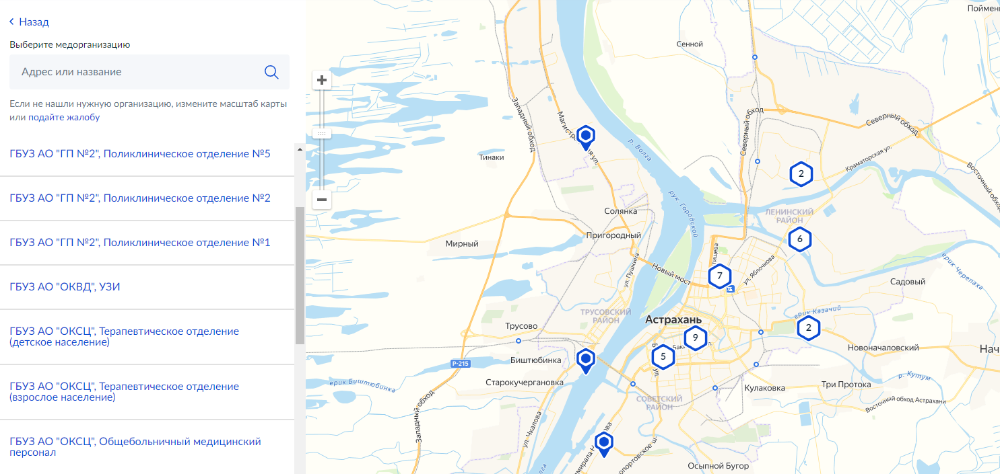 Назад
Выберите медорганизацию
Адрес или название
Если не нашли нужную организацию, измените масштаб карты
или подайте жалобу
ГБУЗ АО "ГП №2", Поликлиническое отделение №5
ГБУЗ АО "ГП №2", Поликлиническое отделение №2
ГБУЗ АО "ГП №2", Поликлиническое отделение №1
ГБУЗ АО "ОКВД", УЗИ
ГБУЗ АО "ОКСЦ", Терапевтическое отделение
(детское население)
ГБУЗ АО "ОКСЦ", Терапевтическое отделение
(взрослое население)
ГБУЗ АО "ОКСЦ", Общебольничный медицинский
персонал
Сенной
Западный обход
Северный обход
Северный обход
р. Волга
Тинаки
Краматорская ул.
2
Восточный обход
рук. Городской
Солянка
ЛЕНИНСКИЙ
РАЙОН
Пригородный
6
Мирный
ул. Пушкина
Новый мост
7
ул. Яблочкова
ерик Черепаха
Садовый
ТРУСОВСКИЙ
РАЙОН
ерик Казачий
Астрахань
Трусово
2
9
5
Новоначаловский
Биштюбинка
Р-215
Старокучергановка
ерик Биштюбинка
Кулаковка
Три Протока
р. Кутум
СОВЕТСКИЙ
РАЙОН
Восточный обход Астрахани
Западный обход
ул. Чкалова
Осыпной Бугор